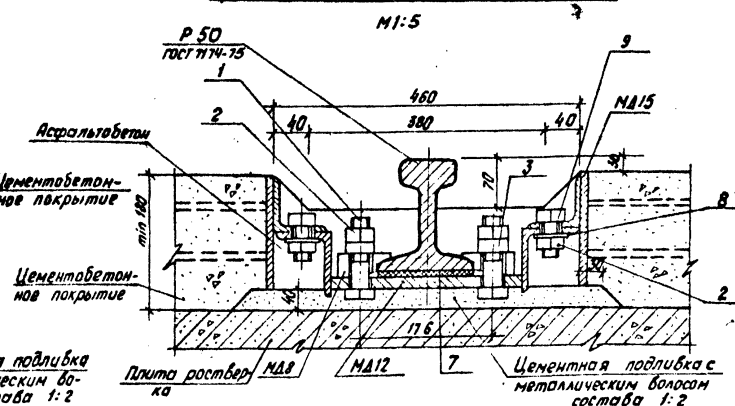 М1:5
Р 50
ГОСТ 7174-75
1
9
460
МД15
2
40
380
40
Асфальтобетон
70
3
30
Цементобетон-
ное покрытие
min 180
8
Цементобетон-
ное покрытие
40
2
176
я подливка
ческим во-
тава 1:2
Плита роствер-
ка
МД8
МД12
7
Цементная подливка с
металлическим волосом
состава 1:2